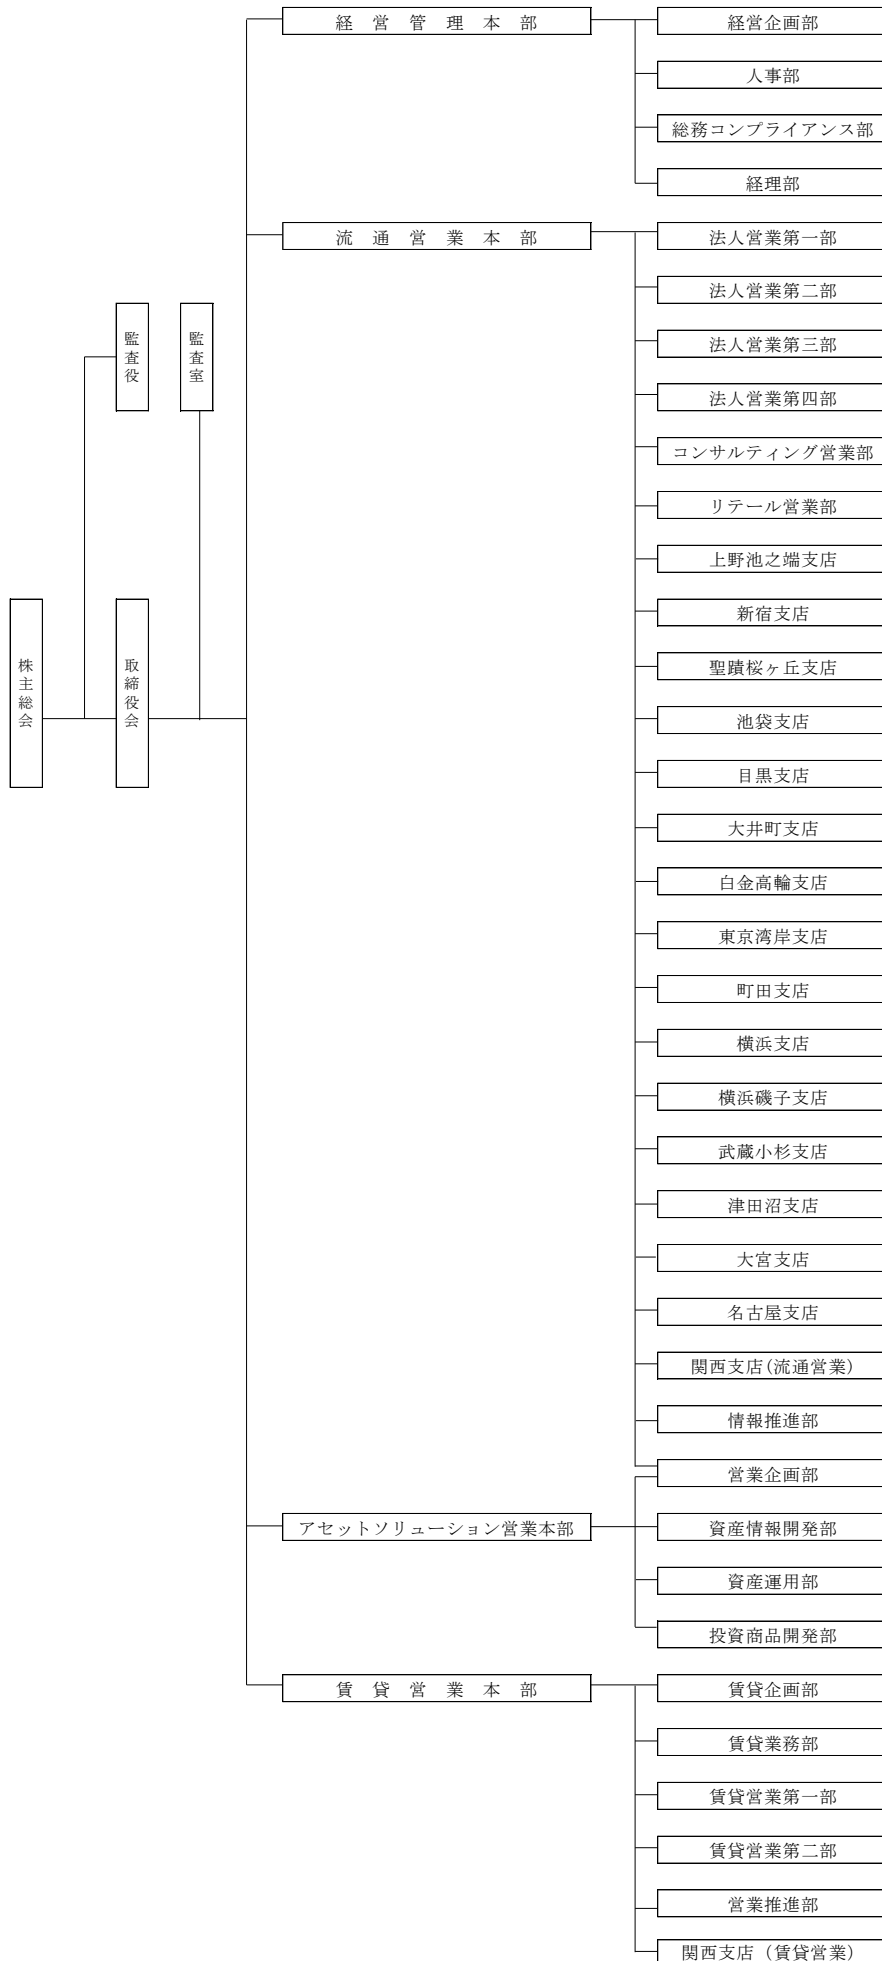 経営管理本部
経営企画部
人事部
総務コンプライアンス部
経理部
流通営業本部
法人営業第一部
法人営業第二部
監査役
監査室
法人営業第三部
法人営業第四部
コンサルティング営業部
リテール営業部
上野池之端支店
新宿支店
株主総会
取締役会
聖蹟桜ヶ丘支店
池袋支店
目黒支店
大井町支店
白金高輪支店
東京湾岸支店
町田支店
横浜支店
横浜磯子支店
武蔵小杉支店
津田沼支店
大宮支店
名古屋支店
関西支店(流通営業)
情報推進部
営業企画部
アセットソリューション営業本部
資産情報開発部
資産運用部
投資商品開発部
賃貸営業本部
賃貸企画部
賃貸業務部
賃貸営業第一部
賃貸営業第二部
営業推進部
関西支店（賃貸営業）